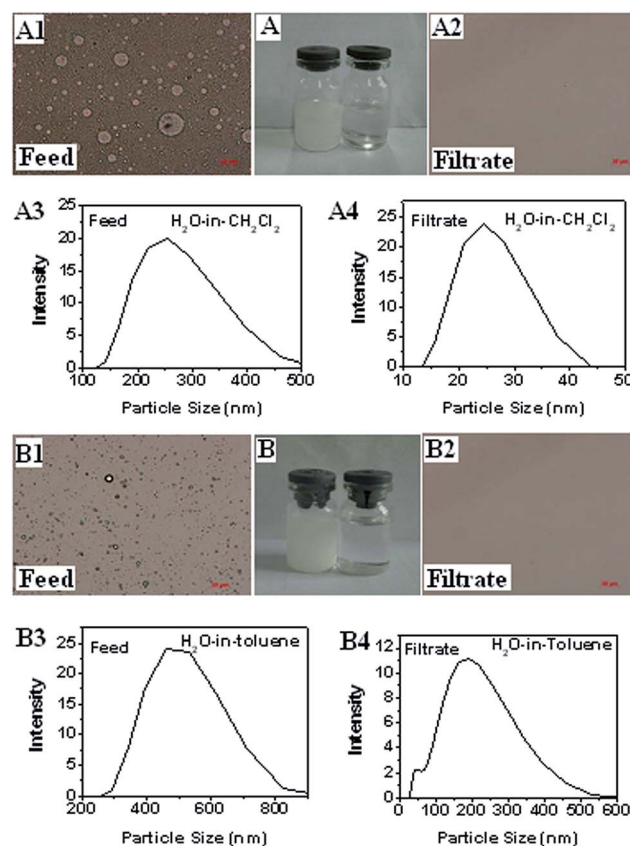 A1
A
A2
Feed
Filtrate
A3
A4
Feed
H₂O-in-CH₂Cl₂
Filtrate
H₂O-in-CH₂Cl₂
25
20
15
10
5
0
Intensity
100 200 300 400 500
Particle Size (nm)
25
20
15
10
5
0
Intensity
10 20 30 40 50
Particle Size (nm)
B1
B
B2
Feed
Filtrate
B3
B4
Feed
H₂O-in-toluene
Filtrate
H₂O-in-Toluene
25
20
15
10
5
0
Intensity
200 400 600 800
Particle Size (nm)
12
10
8
6
4
2
0
Intensity
0 100 200 300 400 500 600
Particle Size (nm)